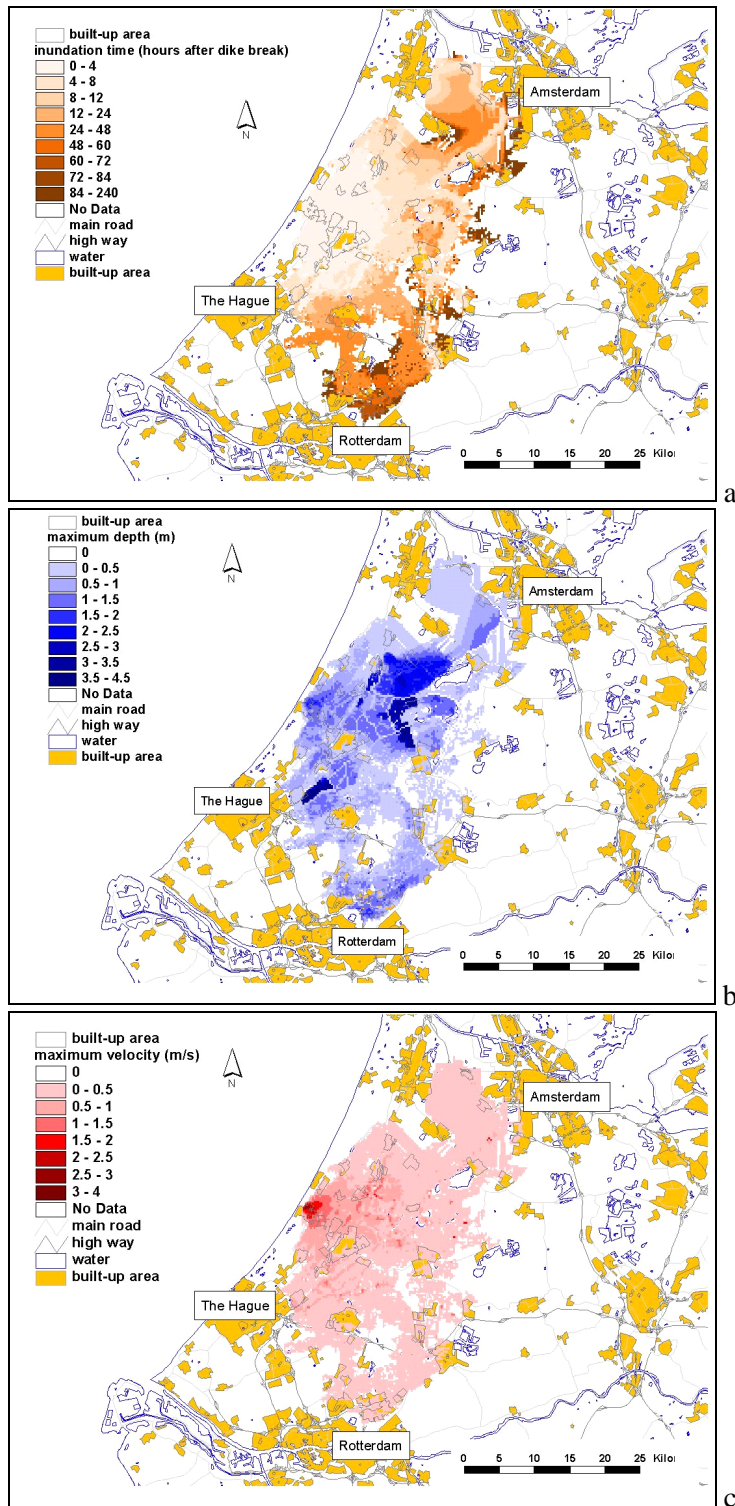 built-up area
inundation time (hours after dike break)
0 - 4
4 - 8
8 - 12
12 - 24
24 - 48
48 - 60
60 - 72
72 - 84
84 - 240
No Data
main road
high way
water
built-up area
N
Amsterdam
The Hague
Rotterdam
0 5 10 15 20 25 Kilo
a
built-up area
maximum depth (m)
0
0 - 0.5
0.5 - 1
1 - 1.5
1.5 - 2
2 - 2.5
2.5 - 3
3 - 3.5
3.5 - 4.5
No Data
main road
high way
water
built-up area
N
Amsterdam
The Hague
Rotterdam
0 5 10 15 20 25 Kilo
b
built-up area
maximum velocity (m/s)
0
0 - 0.5
0.5 - 1
1 - 1.5
1.5 - 2
2 - 2.5
2.5 - 3
3 - 4
No Data
main road
high way
water
built-up area
N
Amsterdam
The Hague
Rotterdam
0 5 10 15 20 25 Kilo
c